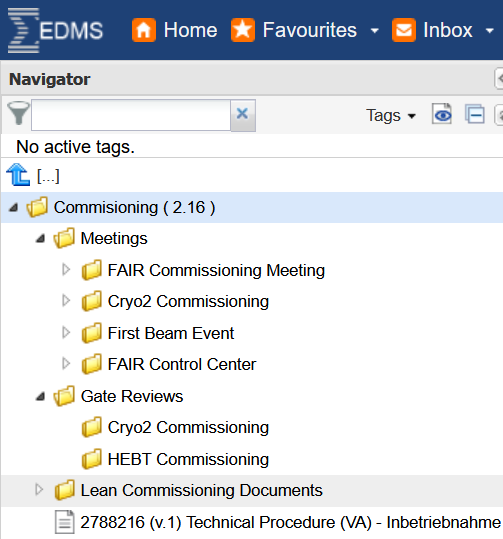 EDMS Home Favourites Inbox
Navigator
Tags
No active tags.
[...]
Commisioning ( 2.16 )
Meetings
FAIR Commissioning Meeting
Cryo2 Commissioning
First Beam Event
FAIR Control Center
Gate Reviews
Cryo2 Commissioning
HEBT Commissioning
Lean Commissioning Documents
2788216 (v.1) Technical Procedure (VA) - Inbetriebnahme